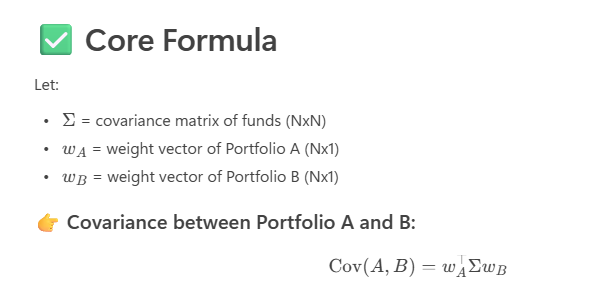 ✅ Core Formula
Let:
• Σ = covariance matrix of funds (NxN)
• w_A = weight vector of Portfolio A (Nx1)
• w_B = weight vector of Portfolio B (Nx1)
👉 Covariance between Portfolio A and B:
Cov(A, B) = w_A^⊤Σw_B